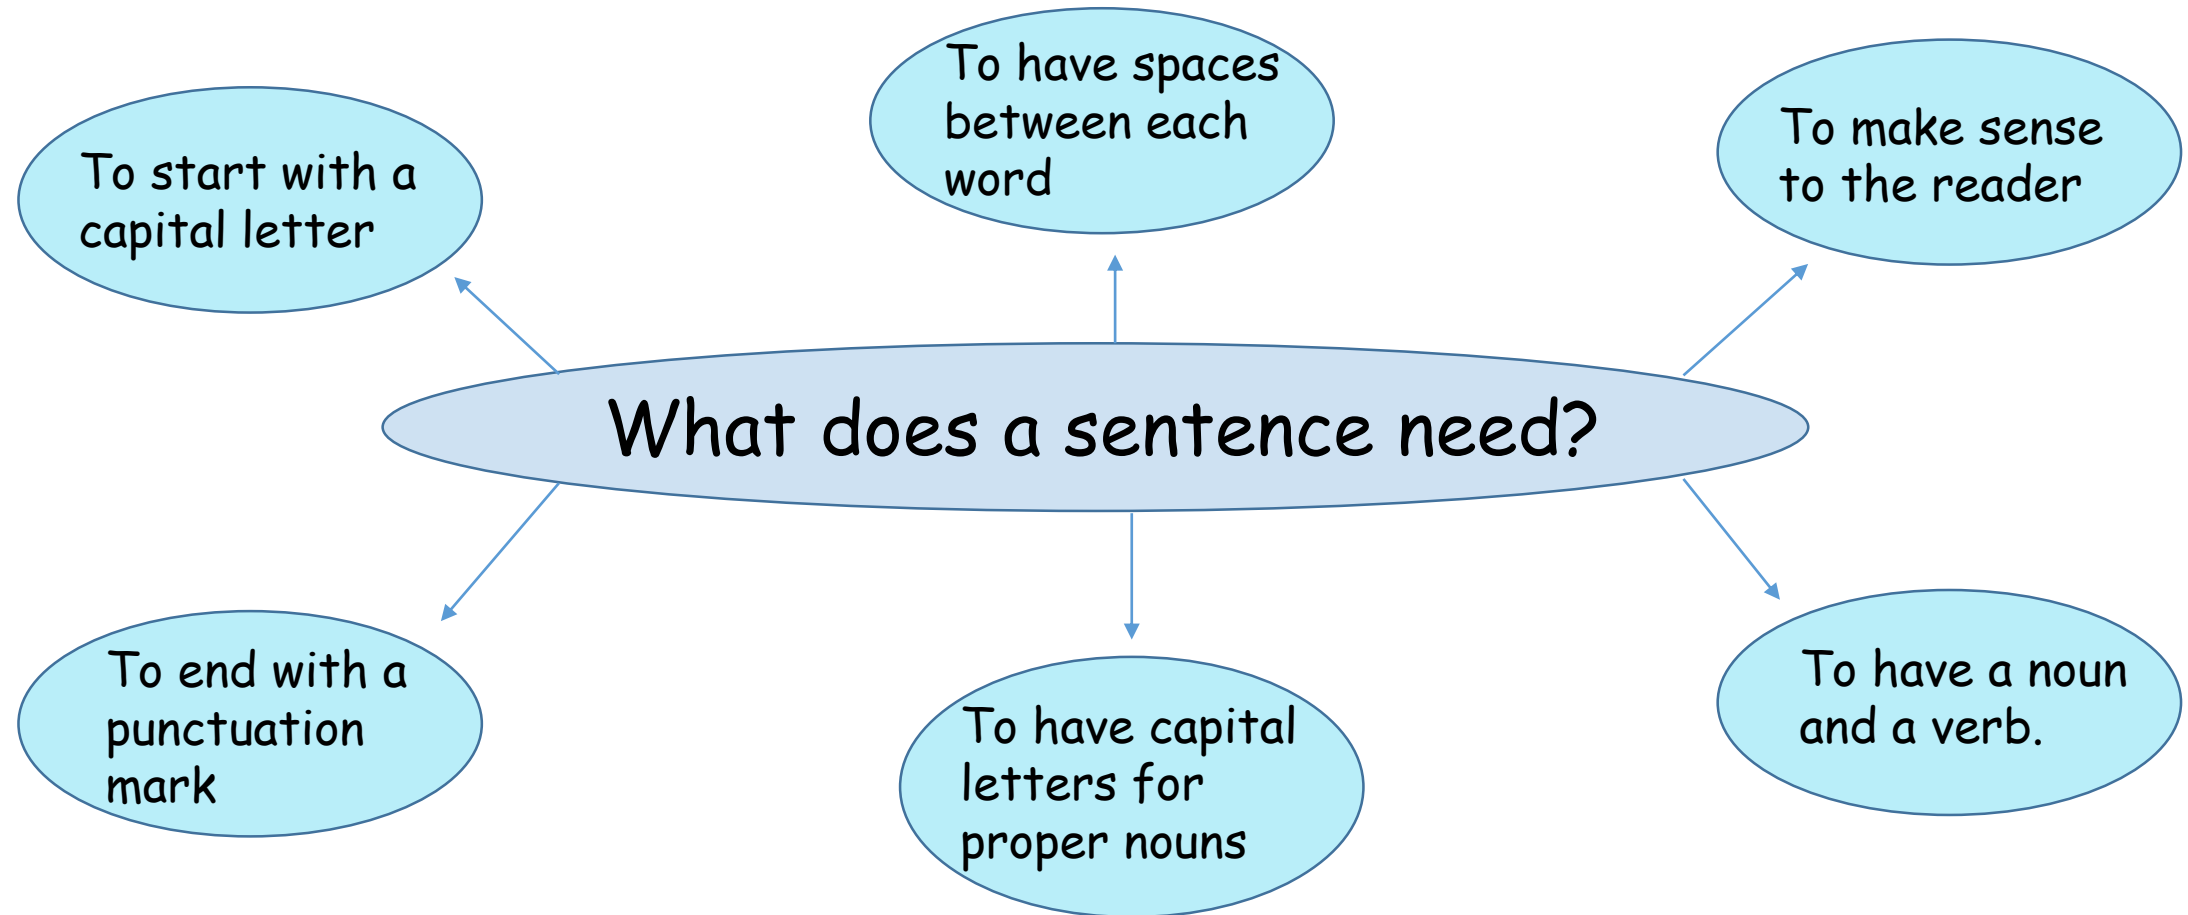 To start with a
capital letter
To have spaces
between each
word
To make sense
to the reader
What does a sentence need?
To end with a
punctuation
mark
To have capital
letters for
proper nouns
To have a noun
and a verb.